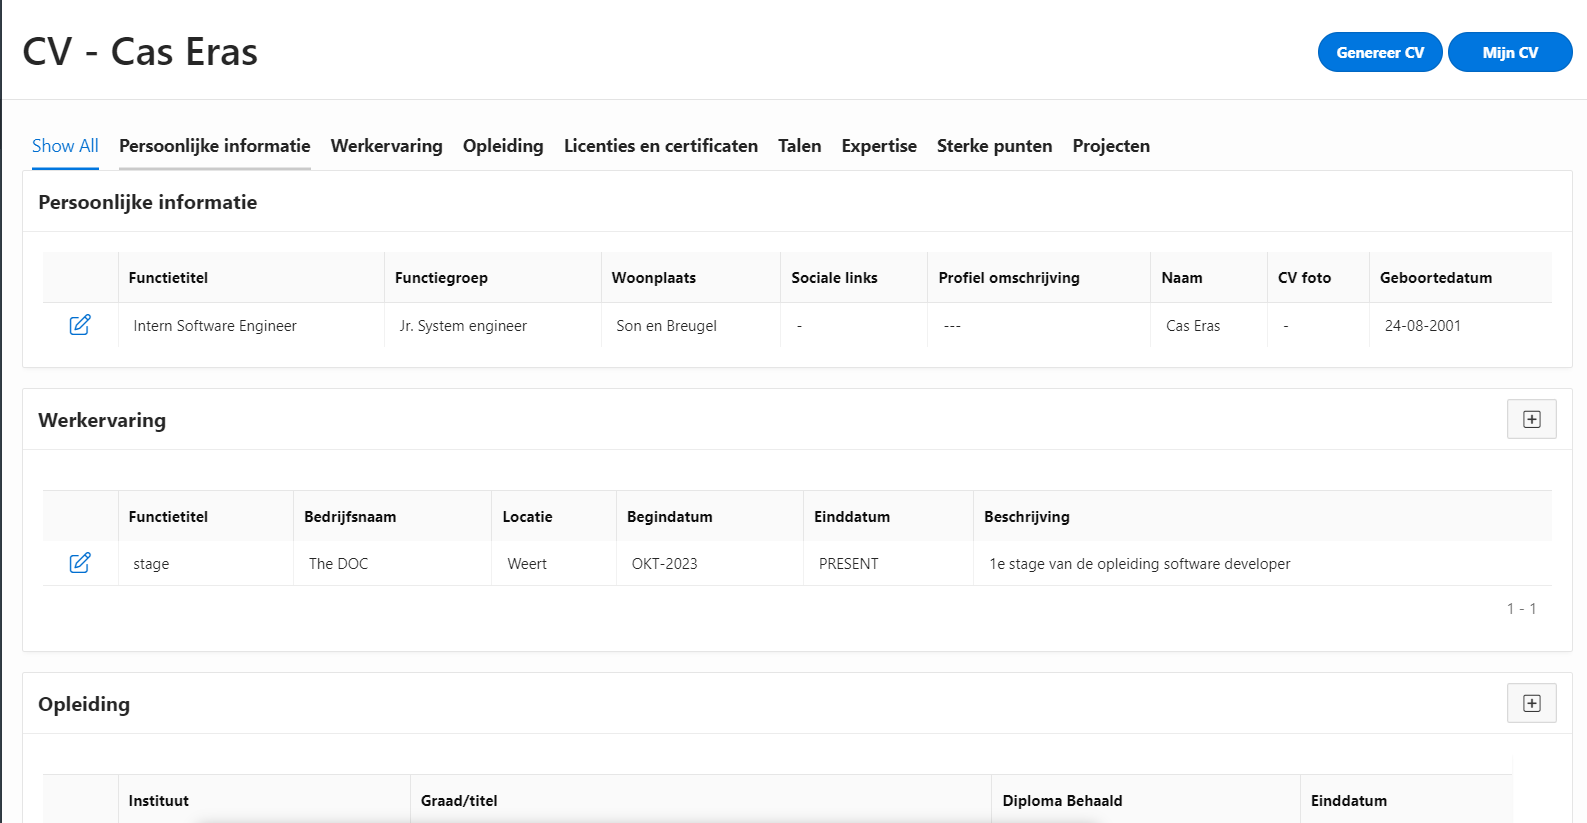 CV - Cas Eras
Genereer CV Mijn CV
Show All Persoonlijke informatie Werkervaring Opleiding Licenties en certificaten Talen Expertise Sterke punten Projecten
Persoonlijke informatie
Functietitel Functiegroep Woonplaats Sociale links Profiel omschrijving Naam CV foto Geboortedatum
Intern Software Engineer Jr. System engineer Son en Breugel - --- Cas Eras - 24-08-2001
Werkervaring
Functietitel Bedrijfsnaam Locatie Begindatum Einddatum Beschrijving
stage The DOC Weert OKT-2023 PRESENT 1e stage van de opleiding software developer
1 - 1
Opleiding
Instituut Graad/titel Diploma Behaald Einddatum